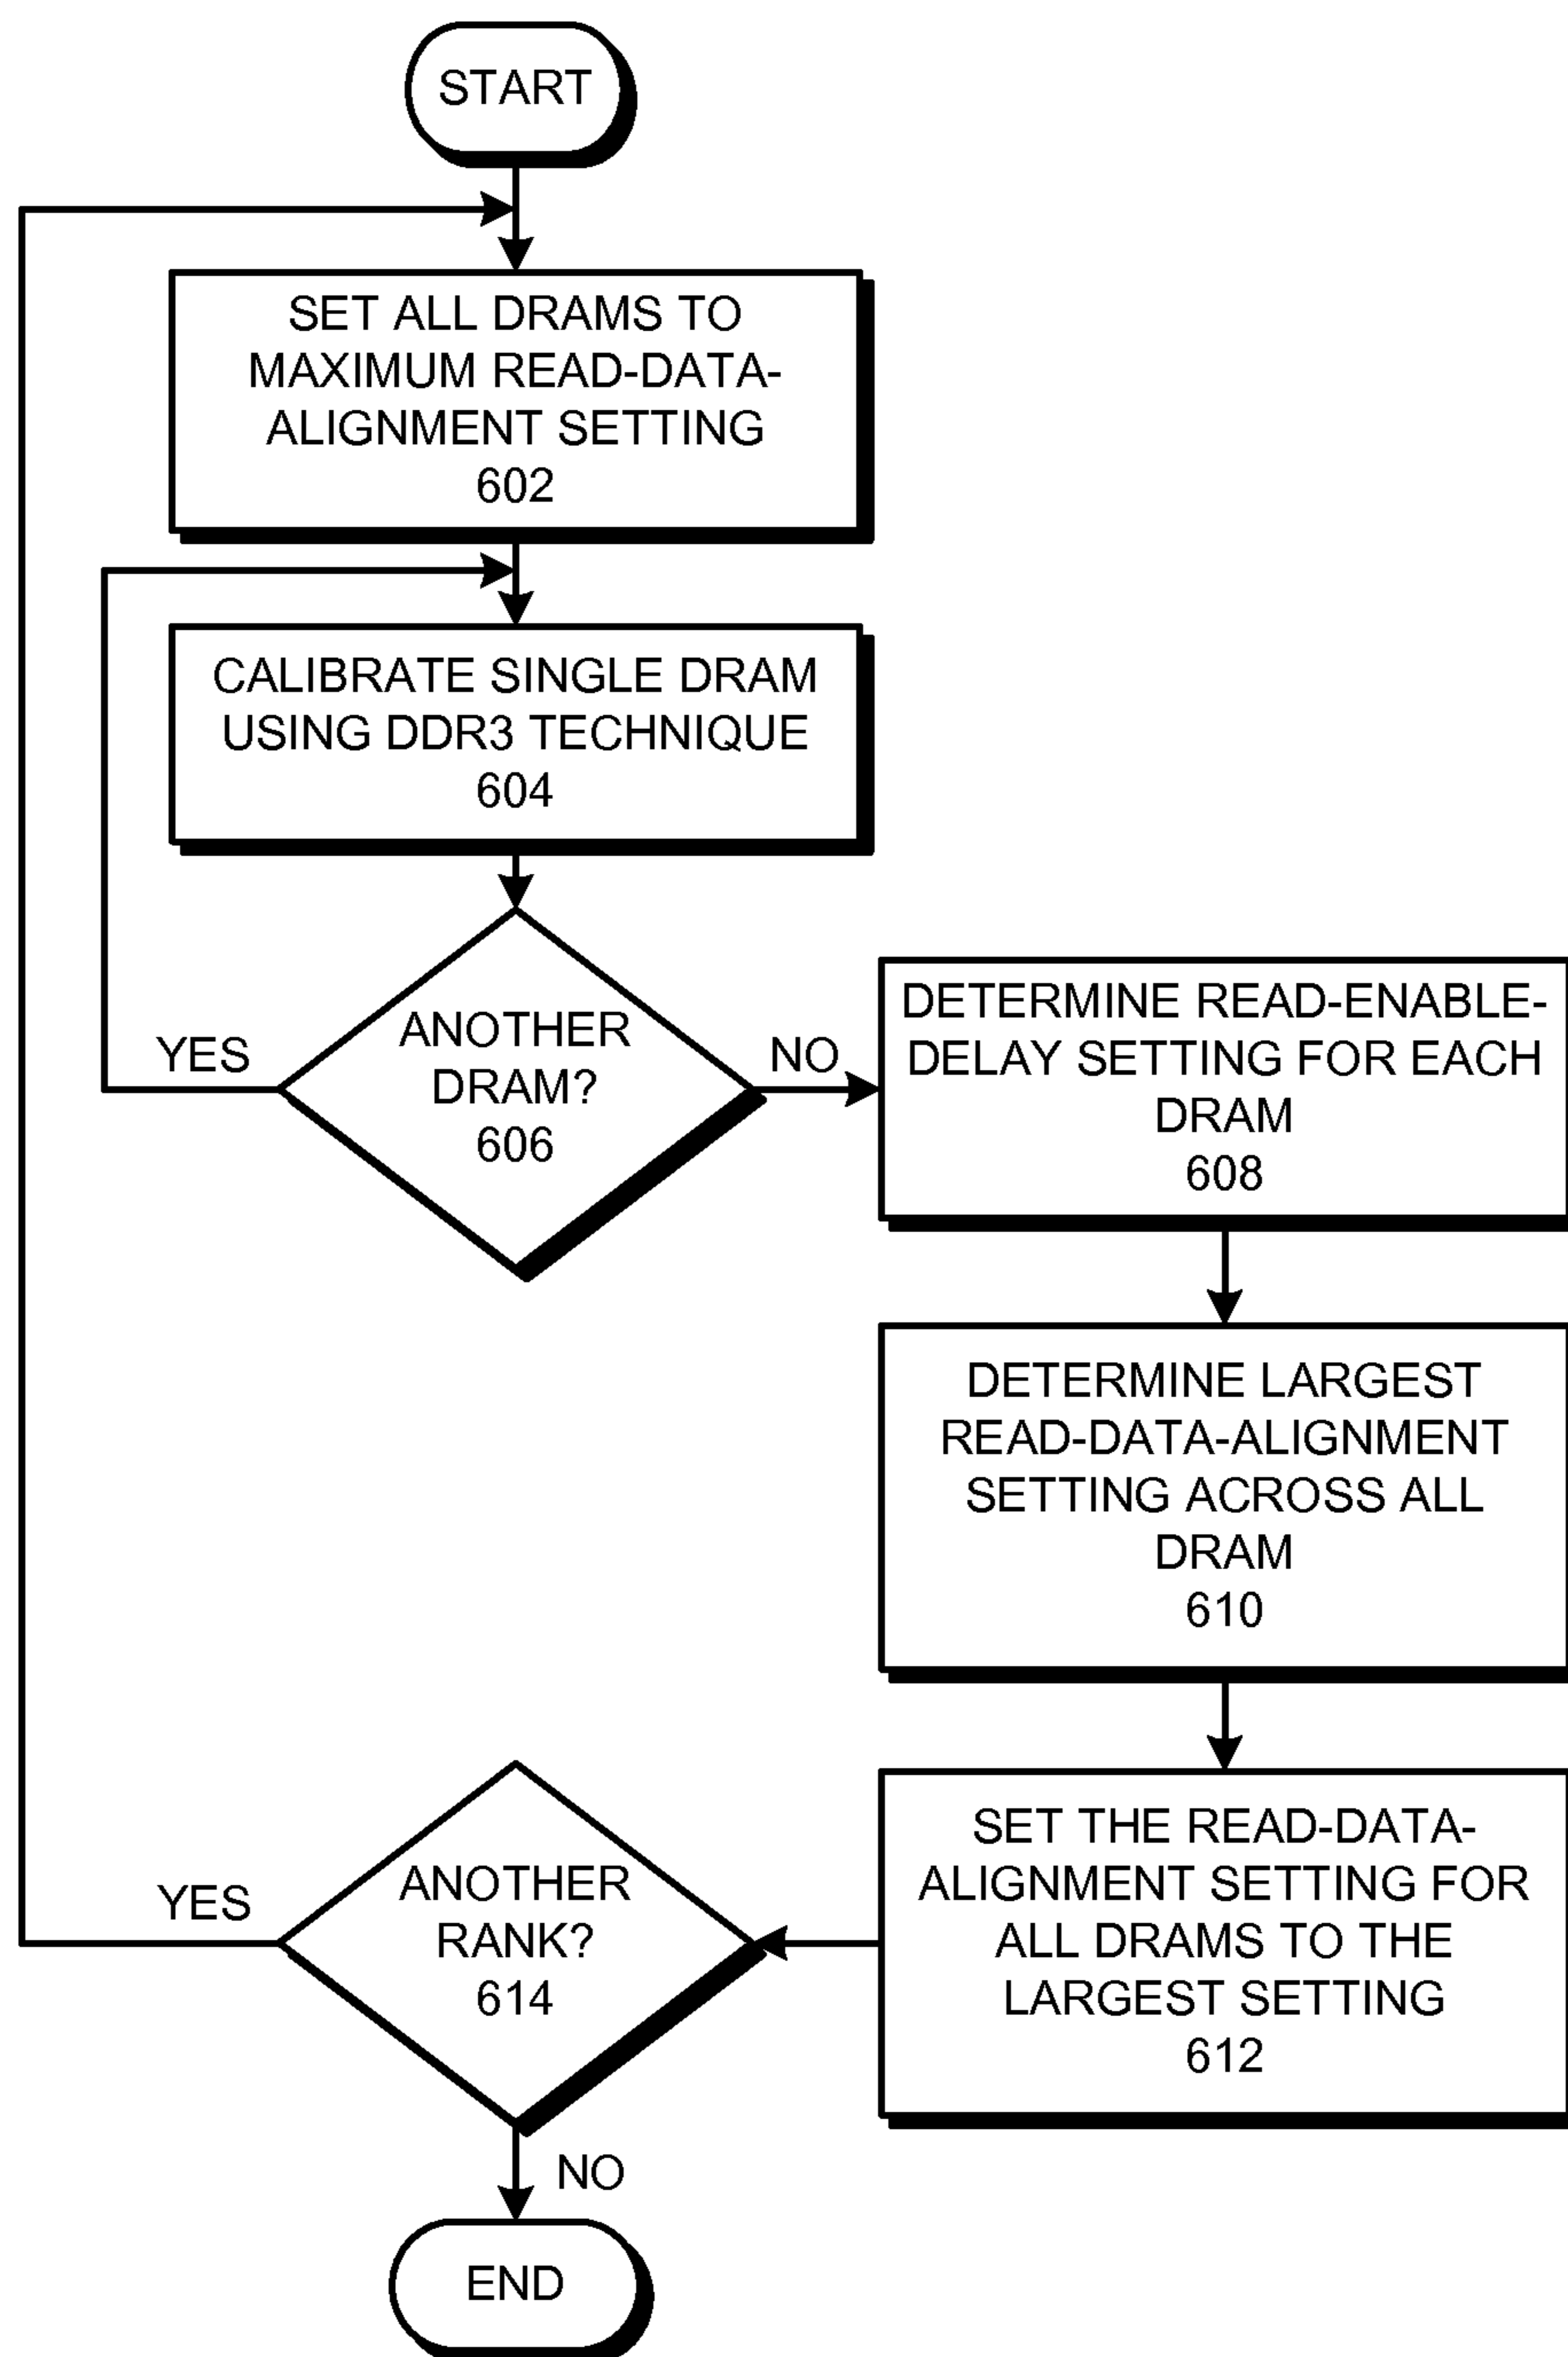 START
SET ALL DRAMS TO
MAXIMUM READ-DATA-
ALIGNMENT SETTING
602
CALIBRATE SINGLE DRAM
USING DDR3 TECHNIQUE
604
ANOTHER
DRAM?
606
YES
NO
DETERMINE READ-ENABLE-
DELAY SETTING FOR EACH
DRAM
608
DETERMINE LARGEST
READ-DATA-ALIGNMENT
SETTING ACROSS ALL
DRAM
610
SET THE READ-DATA-
ALIGNMENT SETTING FOR
ALL DRAMS TO THE
LARGEST SETTING
612
ANOTHER
RANK?
614
YES
NO
END